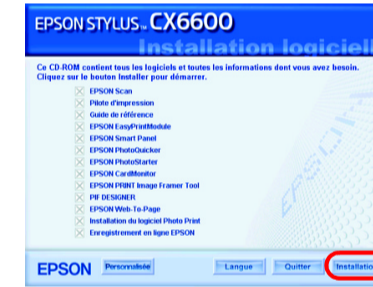 EPSON STYLUS™ CX6600
Installation logiciell
Ce CD-ROM contient tous les logiciels et toutes les informations dont vous avez besoin.
Cliquez sur le bouton Installer pour démarrer.
EPSON Scan
Pilote d'impression
Guide de référence
EPSON EasyPrintModule
EPSON Smart Panel
EPSON PhotoQuicker
EPSON PhotoStarter
EPSON CardMonitor
EPSON PRINT Image Framer Tool
PIF DESIGNER
EPSON Web-To-Page
Installation du logiciel Photo Print
Enregistrement en ligne EPSON
EPSON
EPSON Personnalisée Langue Quitter Installatio